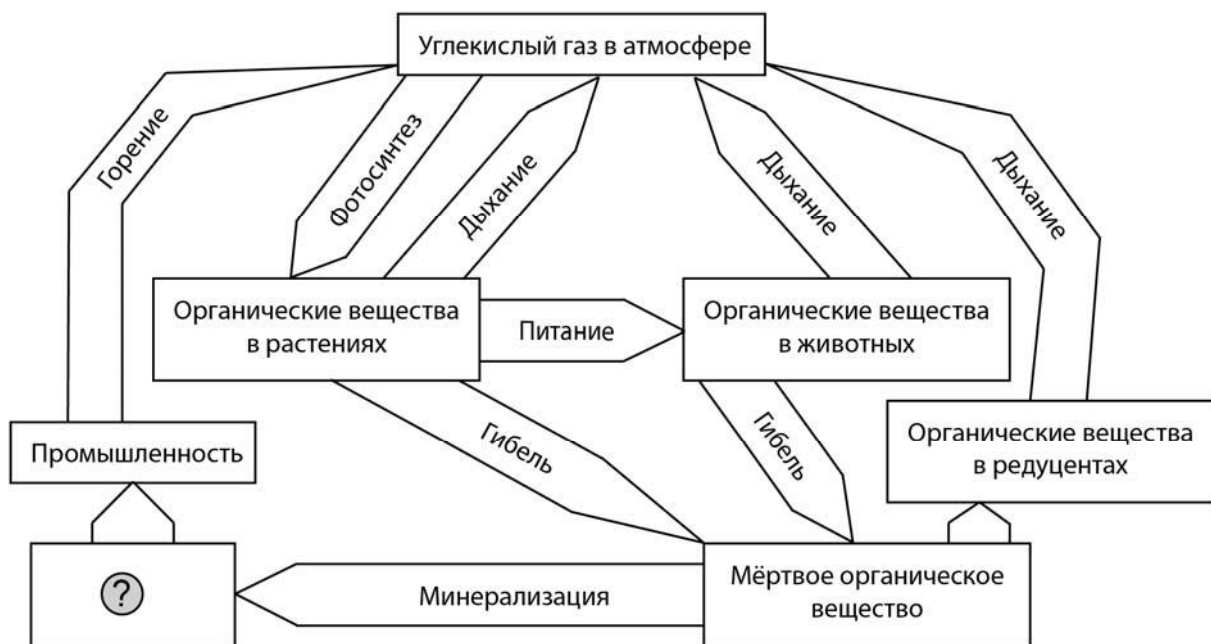 Углекислый газ в атмосфере
Горение
Фотосинтез
Дыхание
Дыхание
Дыхание
Органические вещества
в растениях
Питание
Органические вещества
в животных
Промышленность
Гибель
Гибель
Органические вещества
в редуцентах
?
Минерализация
Мёртвое органическое
вещество